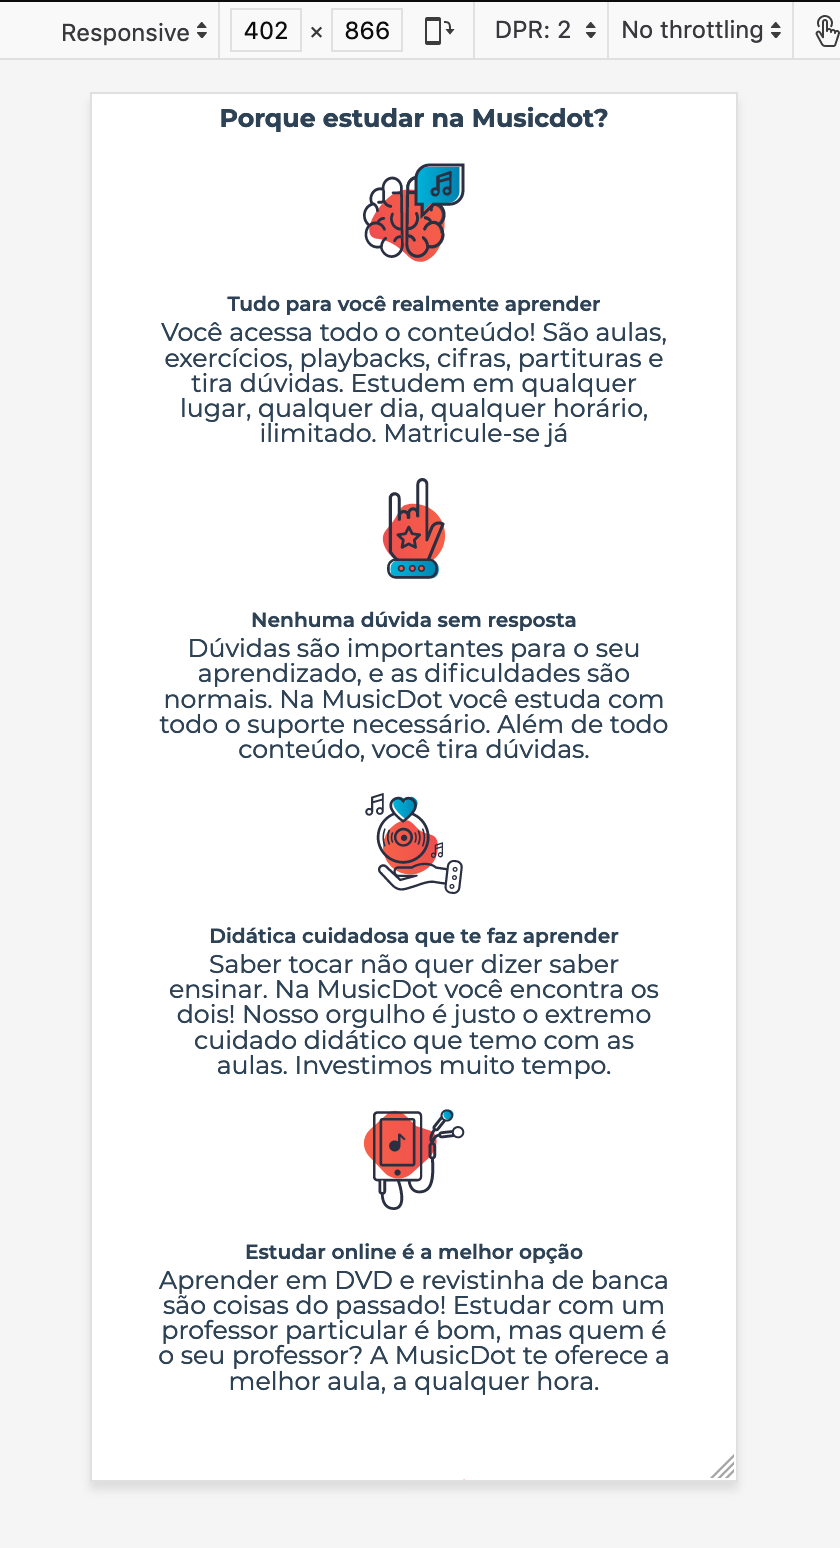 Responsive 402 × 866 DPR: 2 No throttling
Porque estudar na Musicdot?
Tudo para você realmente aprender
Você acessa todo o conteúdo! São aulas,
exercícios, playbacks, cifras, partituras e
tira dúvidas. Estudem em qualquer
lugar, qualquer dia, qualquer horário,
ilimitado. Matricule-se já
Nenhuma dúvida sem resposta
Dúvidas são importantes para o seu
aprendizado, e as dificuldades são
normais. Na MusicDot você estuda com
todo o suporte necessário. Além de todo
conteúdo, você tira dúvidas.
Didática cuidadosa que te faz aprender
Saber tocar não quer dizer saber
ensinar. Na MusicDot você encontra os
dois! Nosso orgulho é justo o extremo
cuidado didático que temo com as
aulas. Investimos muito tempo.
Estudar online é a melhor opção
Aprender em DVD e revistinha de banca
são coisas do passado! Estudar com um
professor particular é bom, mas quem é
o seu professor? A MusicDot te oferece a
melhor aula, a qualquer hora.